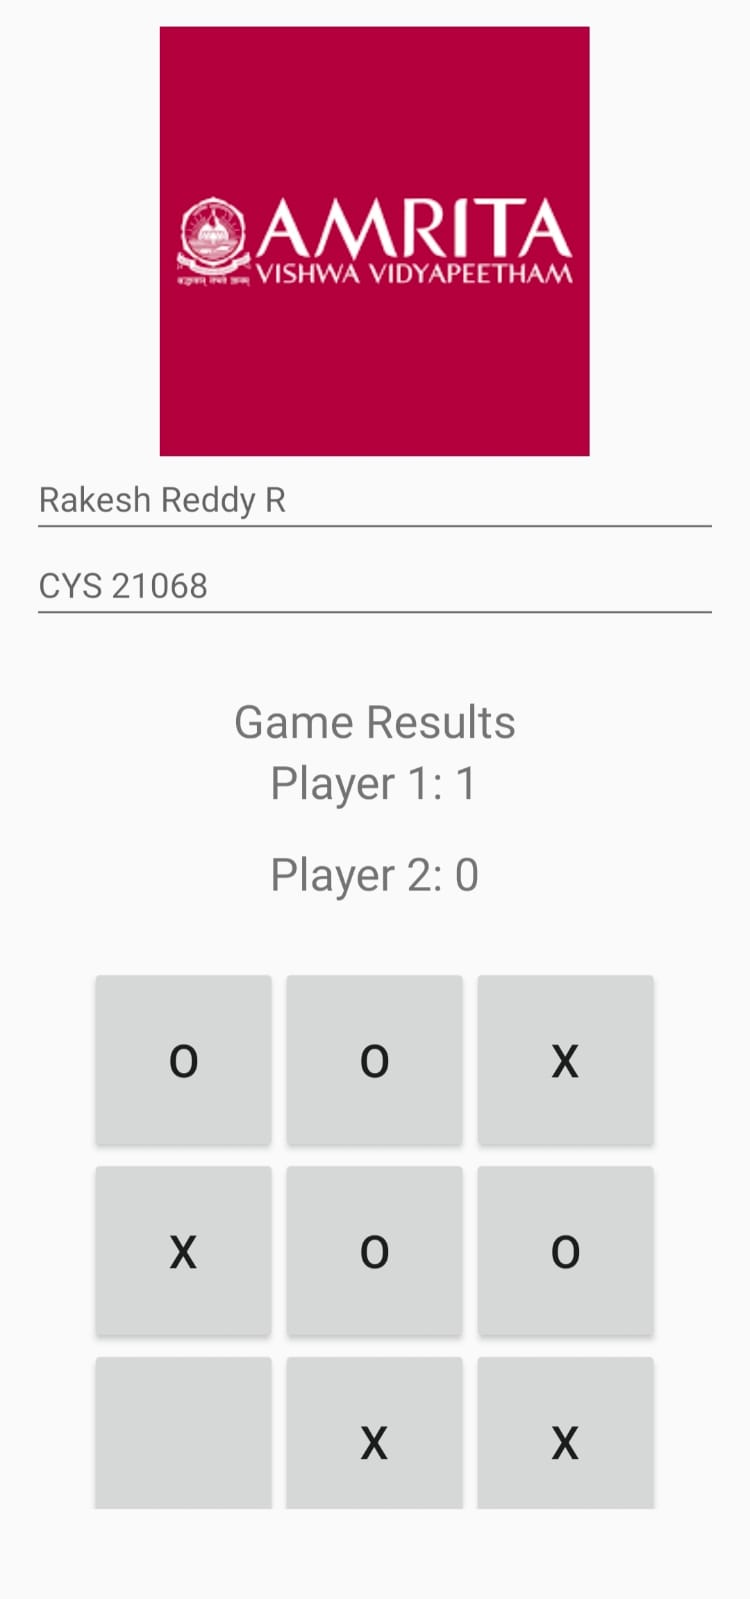 AMRITA
VISHWA VIDYAPEETHAM
Rakesh Reddy R
CYS 21068
Game Results
Player 1: 1
Player 2: 0
O O X
X O O
X X